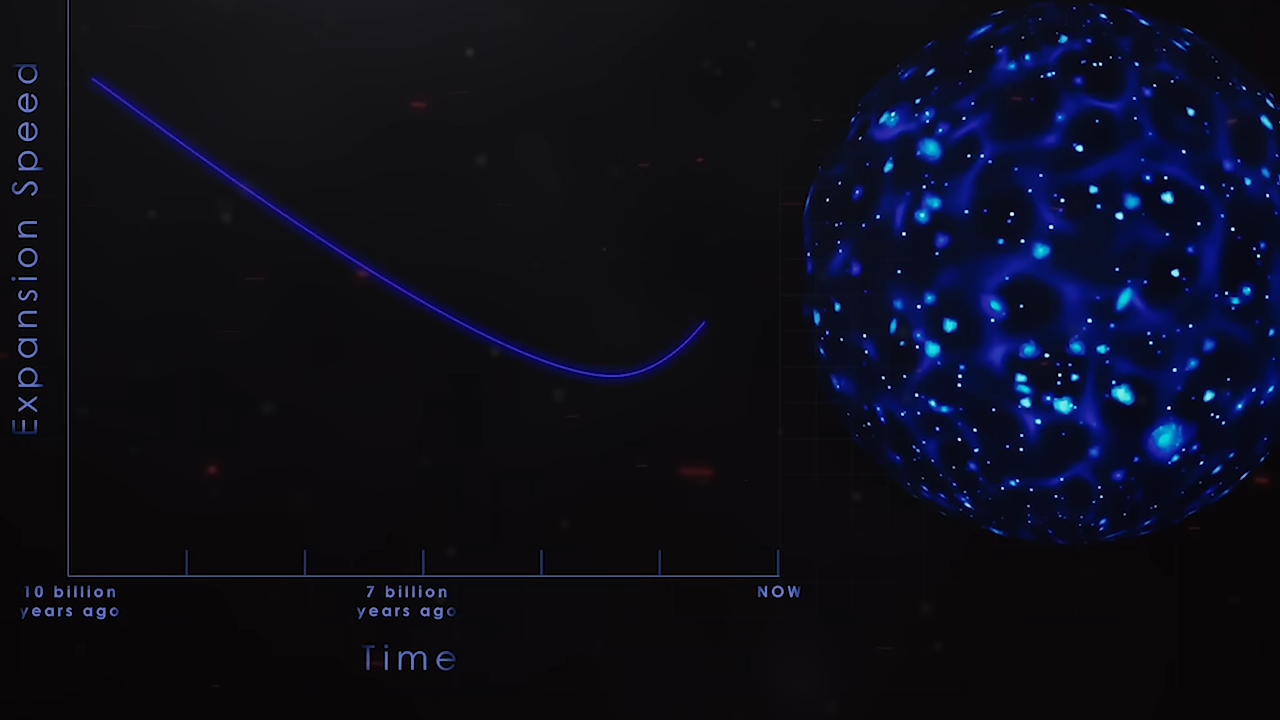 Expansion Speed
10 billion
years ago
7 billion
years ago
NOW
Time